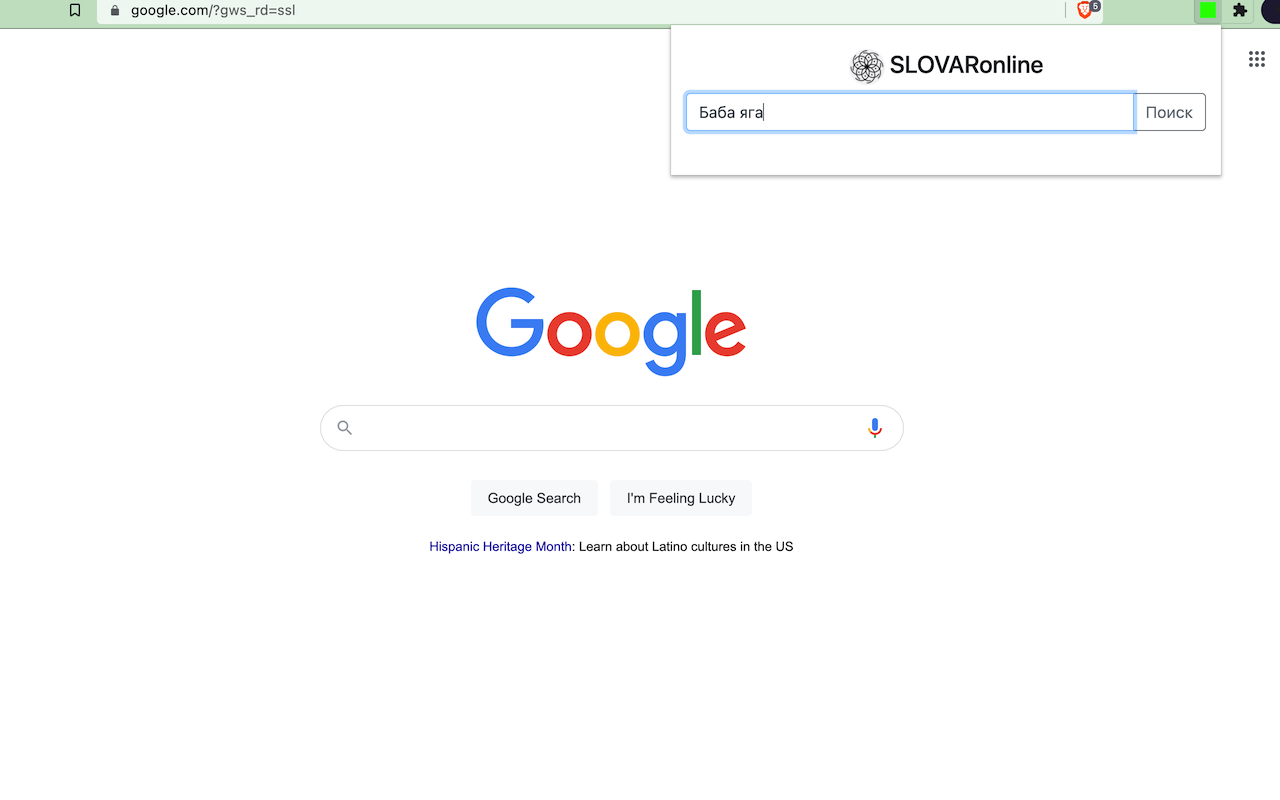 google.com/?gws_rd=ssl
5
SLOVARonline
Баба яга
Поиск
Google
Google Search
I'm Feeling Lucky
Hispanic Heritage Month: Learn about Latino cultures in the US